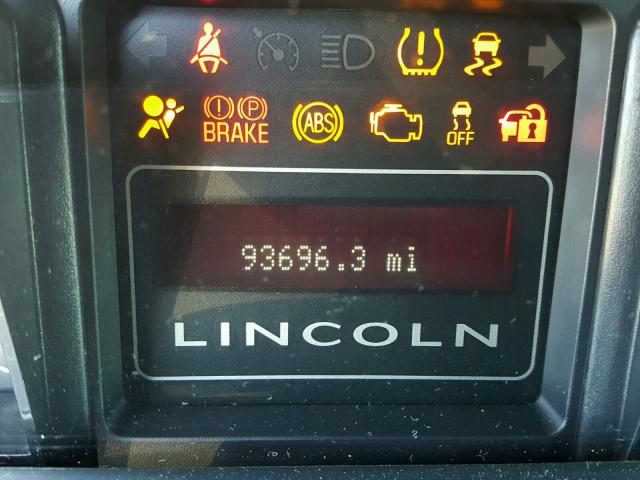 ! P
BRAKE
ABS
OFF
93696.3 mi
LINCOLN